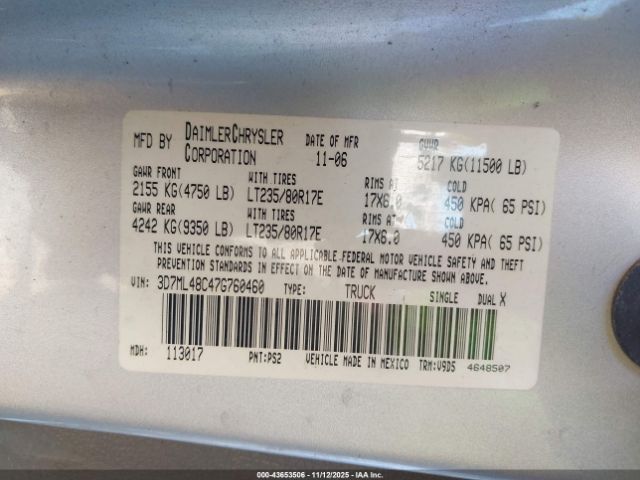 MFD BY DAIMLERCHRYSLER CORPORATION DATE OF MFR 11-06 GVWR 5217 KG(11500 LB)
GAWR FRONT WITH TIRES RIMS AT COLD
2155 KG(4750 LB) LT235/80R17E 17X6.0 450 KPA( 65 PSI)
GAWR REAR WITH TIRES RIMS AT COLD
4242 KG(9350 LB) LT235/80R17E 17X6.0 450 KPA( 65 PSI)
THIS VEHICLE CONFORMS TO ALL APPLICABLE FEDERAL MOTOR VEHICLE SAFETY AND THEFT
PREVENTION STANDARDS IN EFFECT ON THE DATE OF MANUFACTURE SHOWN ABOVE.
VIN: 3D7ML48C47G760460 TYPE: TRUCK SINGLE DUAL X
MDH: 113017 PNT:PS2 VEHICLE MADE IN MEXICO TRM:V9D5 4648507
000-43653506 - 11/12/2025 - IAAI, Inc.